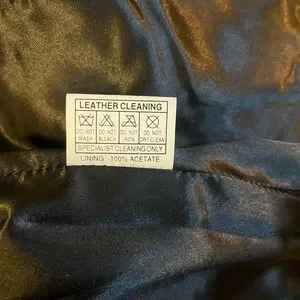 LEATHER CLEANING
DO NOT DO NOT DO NOT DO NOT
WASH BLEACH IRON DRY CLEAN
SPECIALIST CLEANING ONLY
LINING: 100% ACETATE